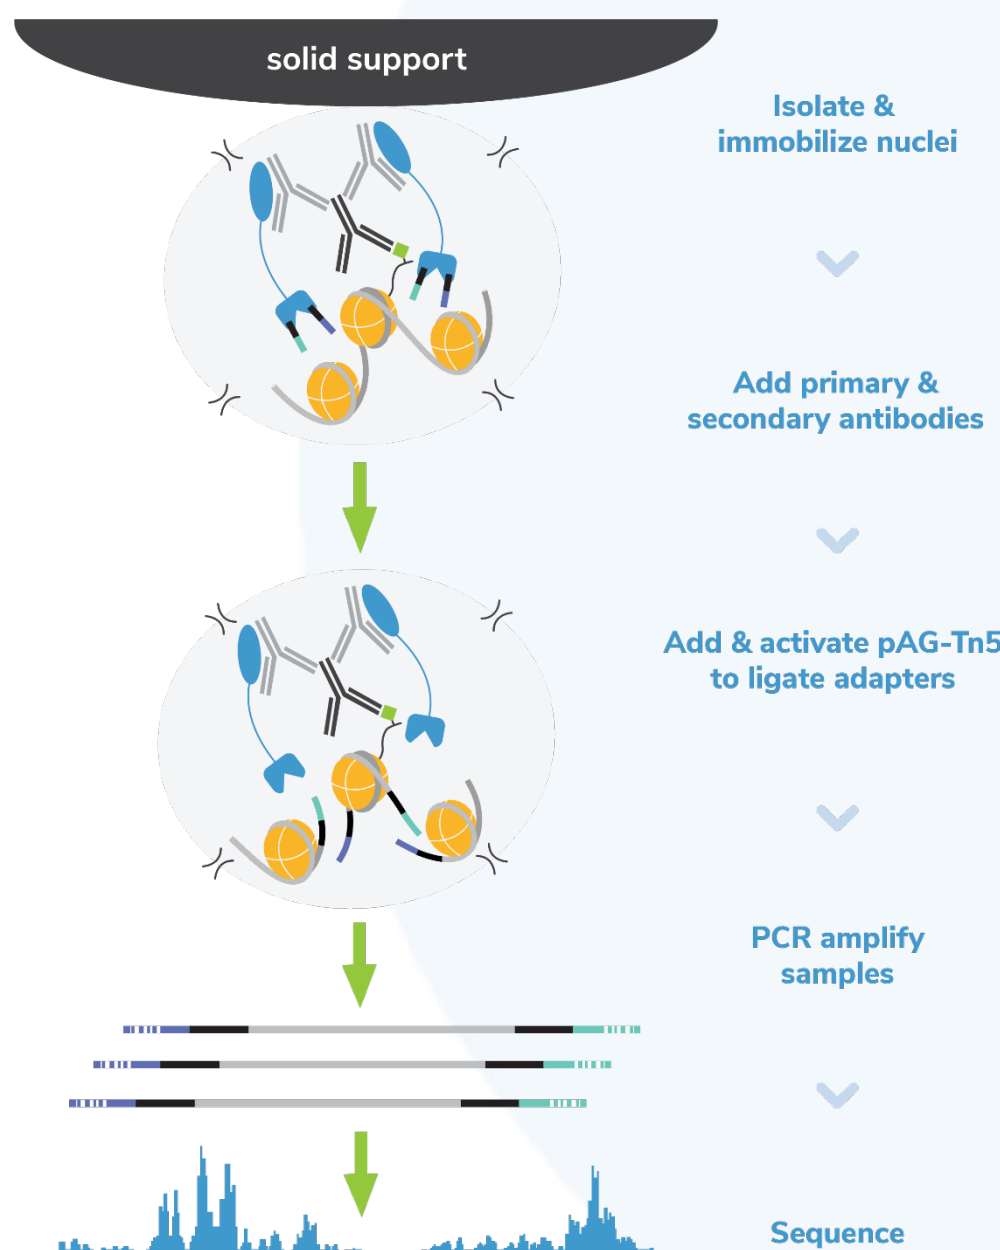 solid support
Isolate &
immobilize nuclei
Add primary &
secondary antibodies
Add & activate pAG-Tn5
to ligate adapters
PCR amplify
samples
Sequence